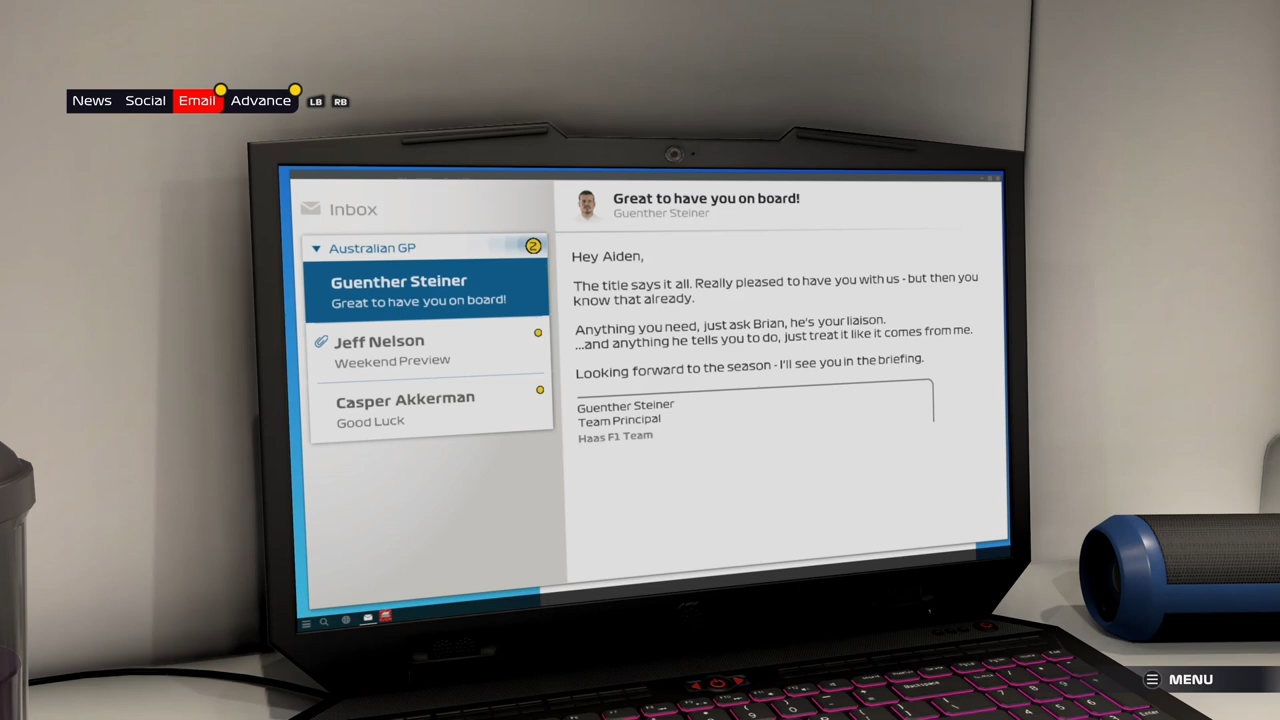 News Social Email Advance LB RB
Inbox
Australian GP 2
Guenther Steiner
Great to have you on board!
Jeff Nelson
Weekend Preview
Casper Akkerman
Good Luck
Great to have you on board!
Guenther Steiner
Hey Aiden,
The title says it all. Really pleased to have you with us - but then you
know that already.
Anything you need, just ask Brian, he's your liaison.
...and anything he tells you to do, just treat it like it comes from me.
Looking forward to the season - I'll see you in the briefing.
Guenther Steiner
Team Principal
Haas F1 Team
Backspace
Enter
MENU